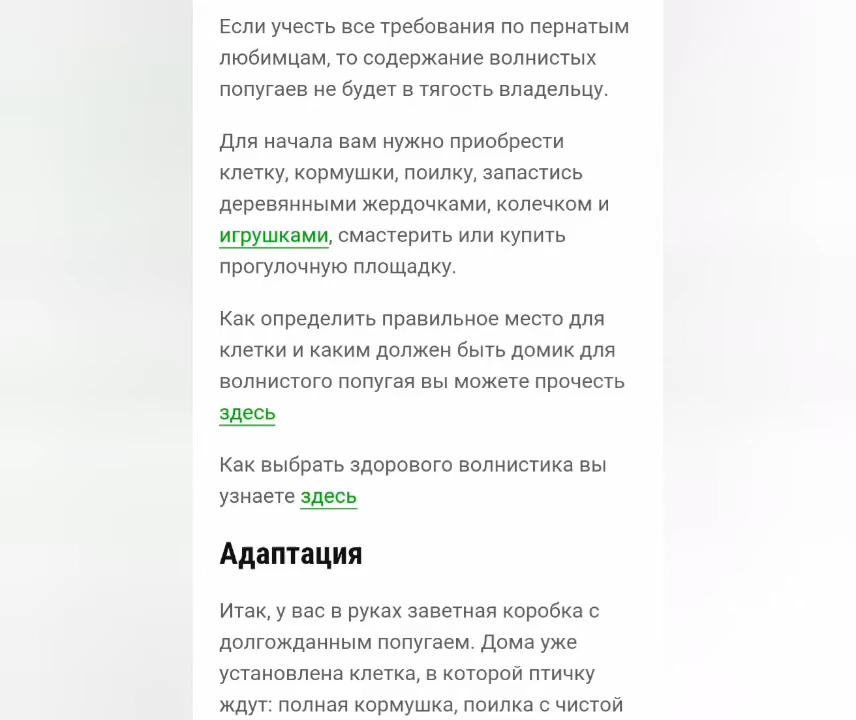 Если учесть все требования по пернатым
любимцам, то содержание волнистых
попугаев не будет в тягость владельцу.
Для начала вам нужно приобрести
клетку, кормушки, поилку, запастись
деревянными жердочками, колечком и
игрушками, смастерить или купить
прогулочную площадку.
Как определить правильное место для
клетки и каким должен быть домик для
волнистого попугая вы можете прочесть
здесь
Как выбрать здорового волнистика вы
узнаете здесь
Адаптация
Итак, у вас в руках заветная коробка с
долгожданным попугаем. Дома уже
установлена клетка, в которой птичку
ждут: полная кормушка, поилка с чистой